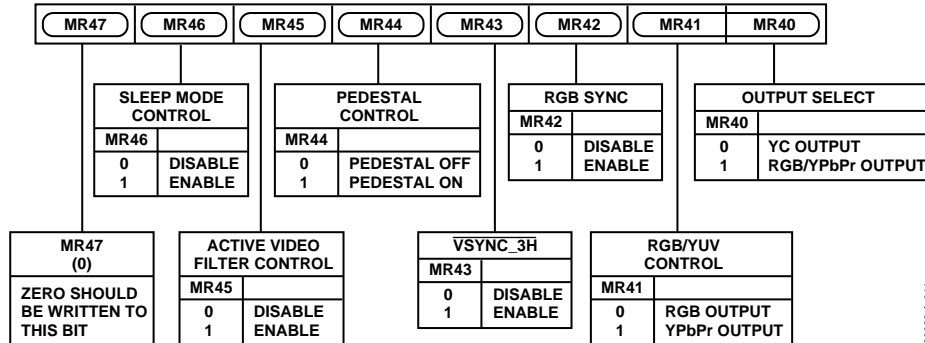 MR47 MR46 MR45 MR44 MR43 MR42 MR41 MR40
SLEEP MODE
CONTROL
MR46
0 DISABLE
1 ENABLE
PEDESTAL
CONTROL
MR44
0 PEDESTAL OFF
1 PEDESTAL ON
RGB SYNC
MR42
0 DISABLE
1 ENABLE
OUTPUT SELECT
MR40
0 YC OUTPUT
1 RGB/YPbPr OUTPUT
MR47
(0)
ZERO SHOULD
BE WRITTEN TO
THIS BIT
ACTIVE VIDEO
FILTER CONTROL
MR45
0 DISABLE
1 ENABLE
VSYNC_3H
MR43
0 DISABLE
1 ENABLE
RGB/YUV
CONTROL
MR41
0 RGB OUTPUT
1 YPbPr OUTPUT